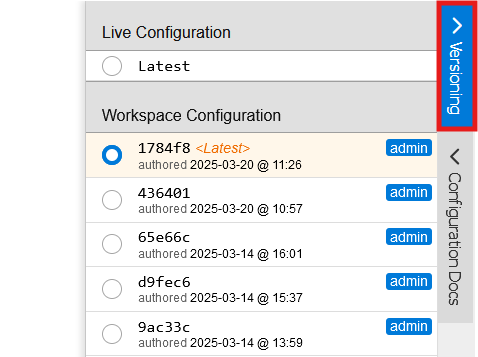 Live Configuration
Latest
Workspace Configuration
1784f8 <Latest>
admin
authored 2025-03-20 @ 11:26
436401
admin
authored 2025-03-20 @ 10:57
65e66c
admin
authored 2025-03-14 @ 16:01
d9fec6
admin
authored 2025-03-14 @ 15:37
9ac33c
admin
authored 2025-03-14 @ 13:59
Versioning
Configuration Docs